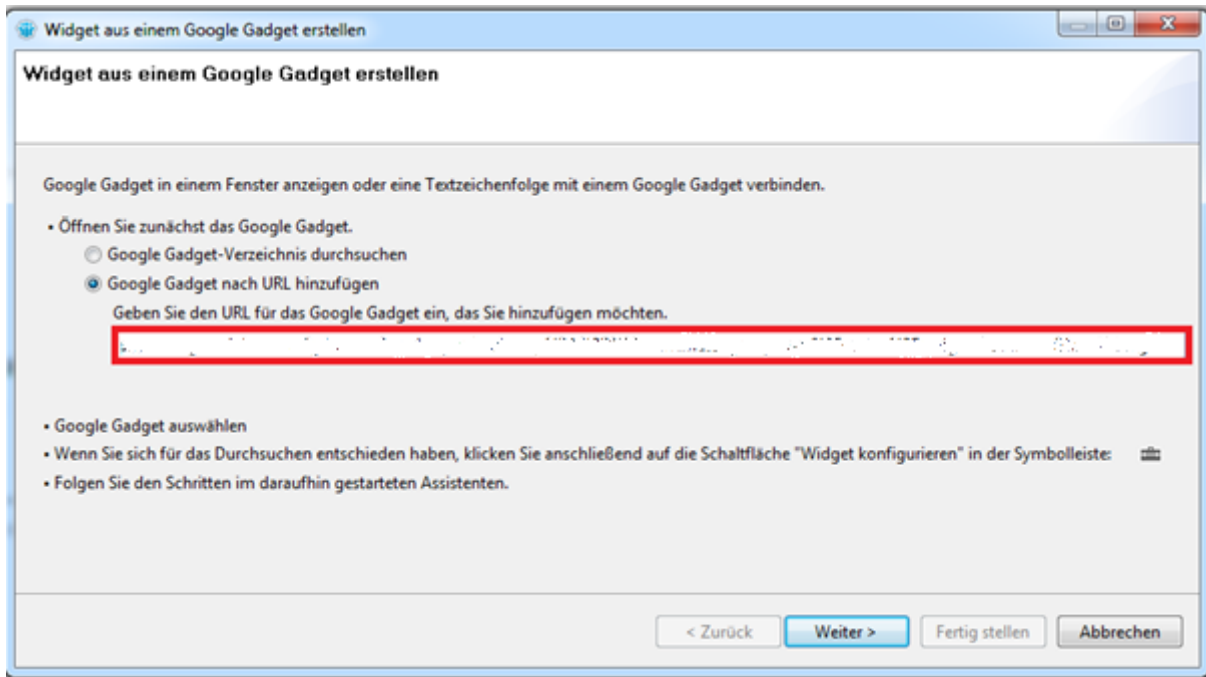 Widget aus einem Google Gadget erstellen
Widget aus einem Google Gadget erstellen
Google Gadget in einem Fenster anzeigen oder eine Textzeichenfolge mit einem Google Gadget verbinden.
▪ Öffnen Sie zunächst das Google Gadget.
Google Gadget-Verzeichnis durchsuchen
Google Gadget nach URL hinzufügen
Geben Sie den URL für das Google Gadget ein, das Sie hinzufügen möchten.
▪ Google Gadget auswählen
▪ Wenn Sie sich für das Durchsuchen entschieden haben, klicken Sie anschließend auf die Schaltfläche "Widget konfigurieren" in der Symbolleiste:
▪ Folgen Sie den Schritten im daraufhin gestarteten Assistenten.
< Zurück Weiter > Fertig stellen Abbrechen